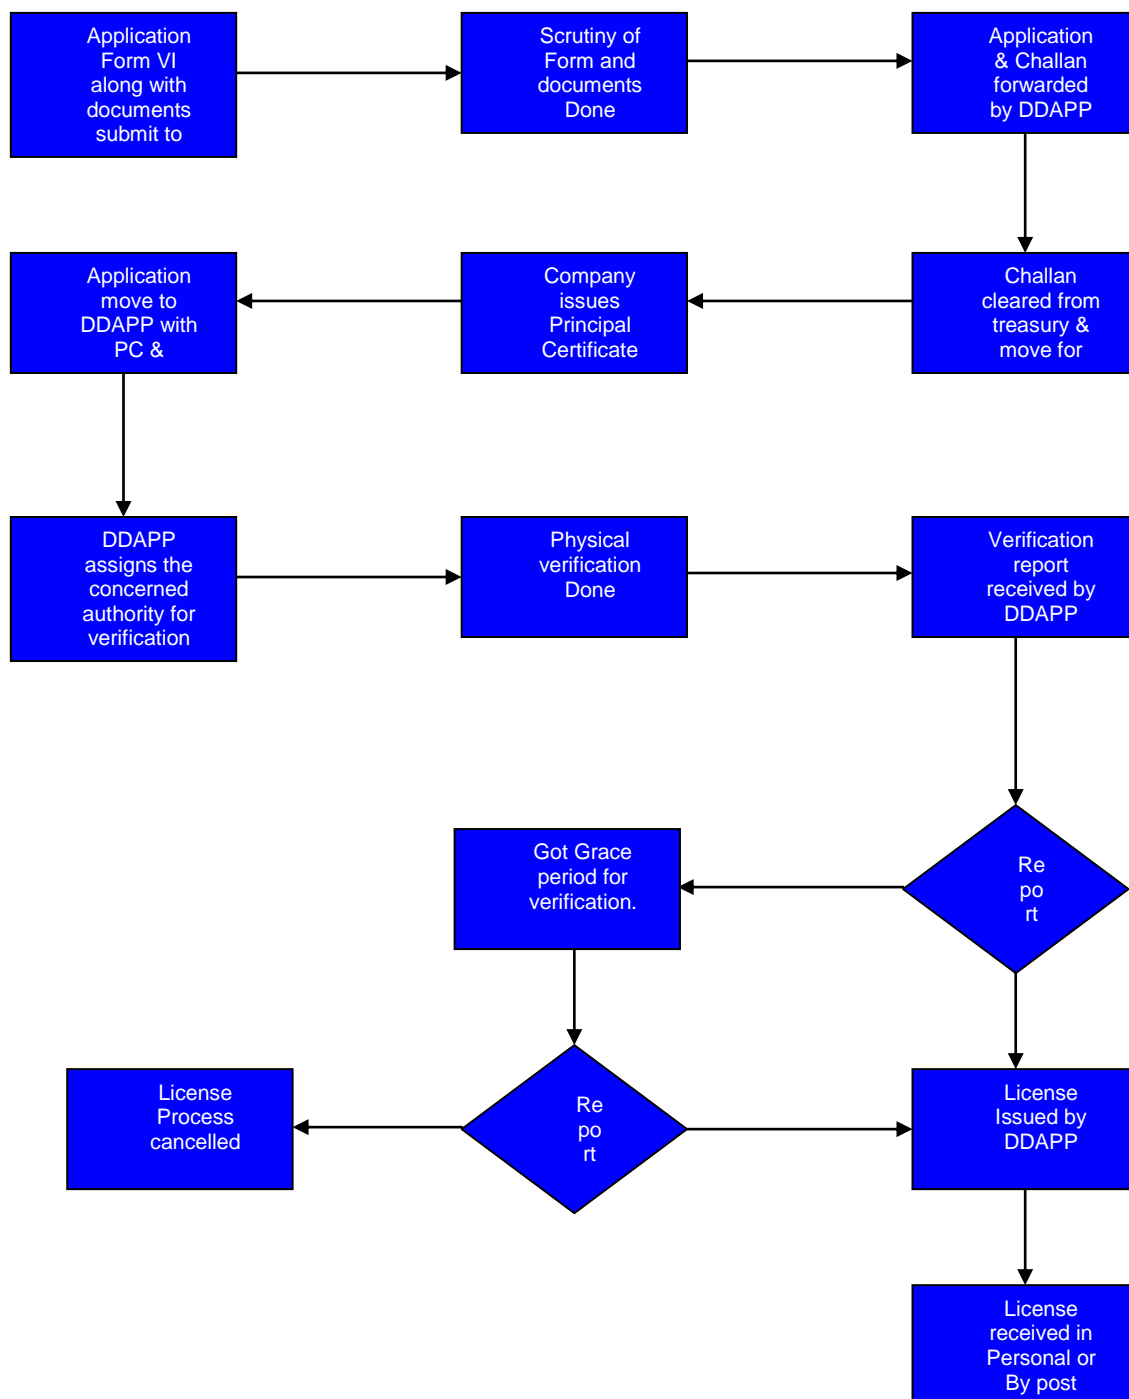 Application
Form VI
along with
documents
submit to
Scrutiny of
Form and
documents
Done
Application
& Challan
forwarded
by DDAPP
Application
move to
DDAPP with
PC &
Company
issues
Principal
Certificate
Challan
cleared from
treasury &
move for
DDAPP
assigns the
concerned
authority for
verification
Physical
verification
Done
Verification
report
received by
DDAPP
Got Grace
period for
verification.
Re
po
rt
License
Process
cancelled
Re
po
rt
License
Issued by
DDAPP
License
received in
Personal or
By post